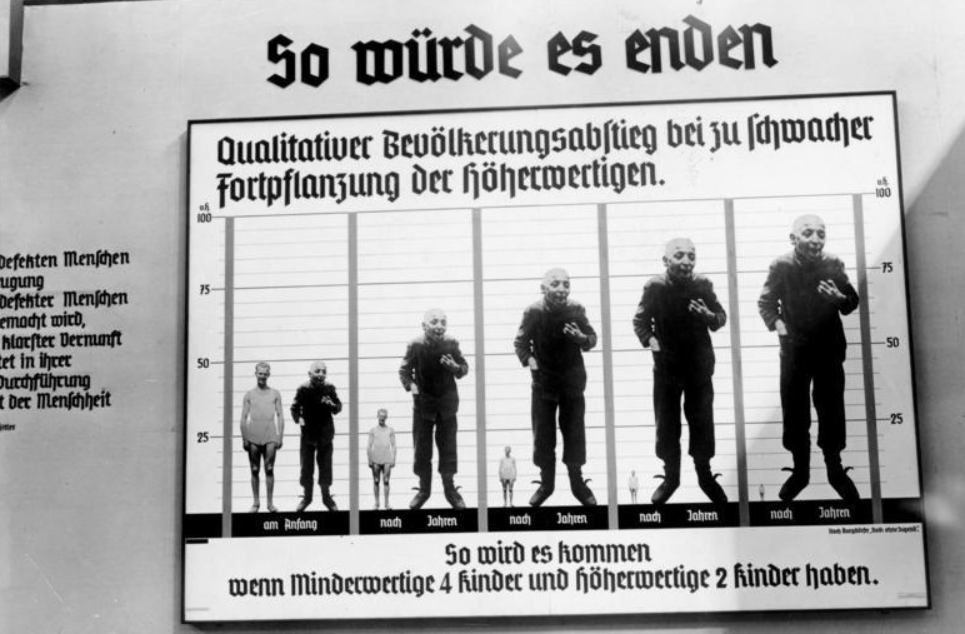 So würde es enden
Qualitativer Bevölkerungsabstieg bei zu schwacher
Fortpflanzung der Höherwertigen.
v.H.
100
75
50
25
v.H.
100
75
50
25
am Anfang
nach Jahren
nach Jahren
nach Jahren
nach Jahren
So wird es kommen
wenn Minderwertige 4 Kinder und Höherwertige 2 Kinder haben.
Defekten Menschen
ugung
Defekter Menschen
emacht wird,
klarster Vernunft
tet in ihrer
Durchführung
t der Menschheit